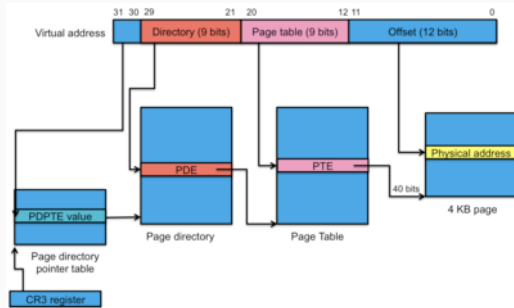 31 30 29 21 20 12 11 0
Virtual address Directory (9 bits) Page table (9 bits) Offset (12 bits)
PDE
PTE
Physical address
40 bits
4 KB page
PDPTE value
Page directory
Page Table
Page directory
pointer table
CR3 register